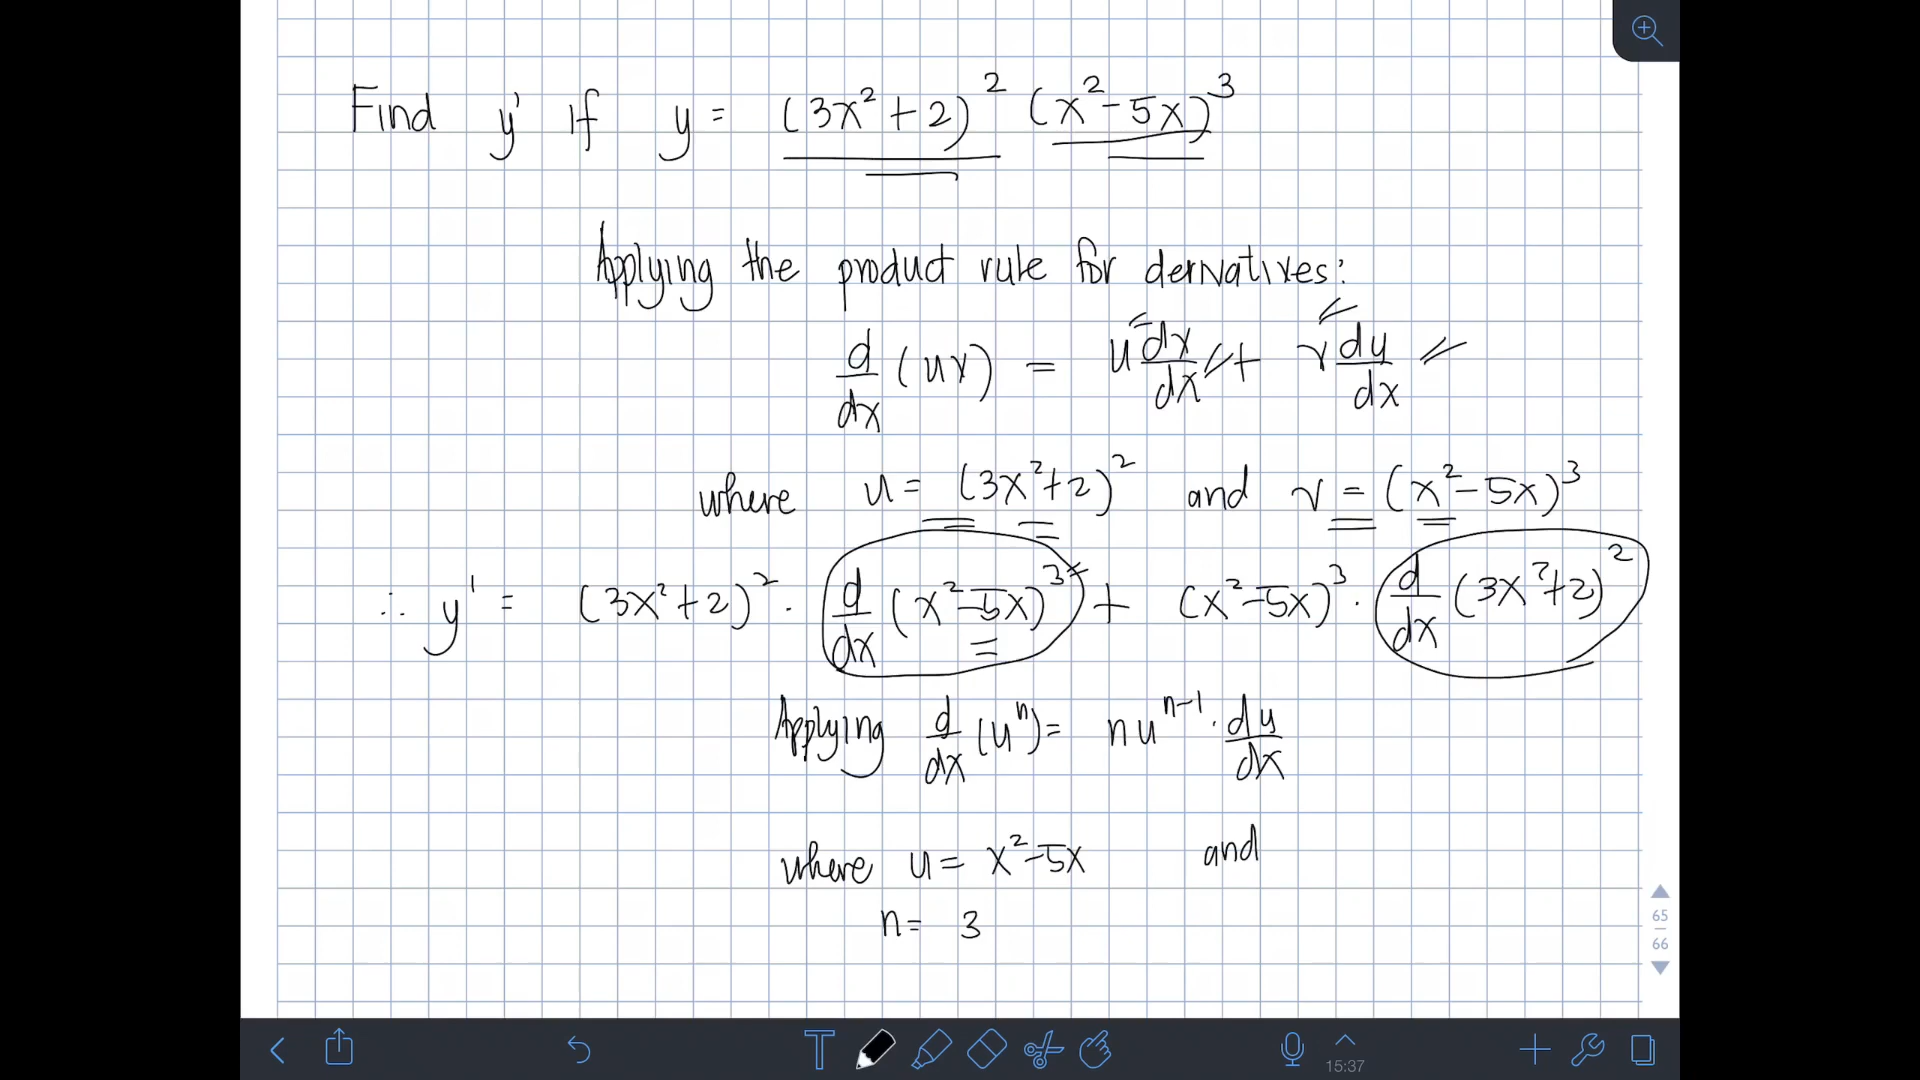 Find y' if y = (3x² + 2)² (x² - 5x)³
Applying the product rule for derivatives:
d/dx (uv) = u dv/dx + v du/dx
where u = (3x² + 2)² and v = (x² - 5x)³
∴ y' = (3x² + 2)² · d/dx (x² - 5x)³ + (x² - 5x)³ · d/dx (3x² + 2)²
Applying d/dx (uⁿ) = nuⁿ⁻¹ · du/dx
where u = x² - 5x and
n = 3
65
66
T
15:37